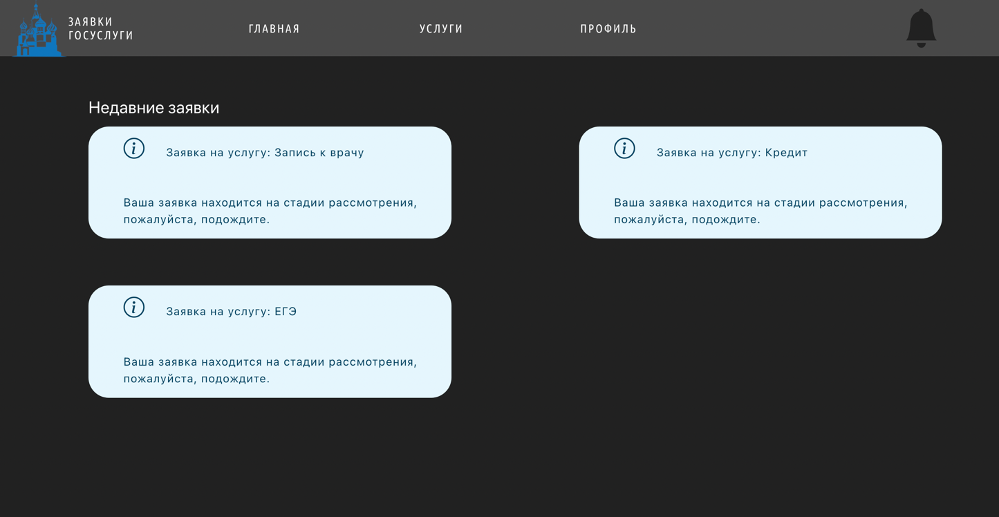 ЗАЯВКИ
ГОСУСЛУГИ
ГЛАВНАЯ
УСЛУГИ
ПРОФИЛЬ
Недавние заявки
Заявка на услугу: Запись к врачу
Ваша заявка находится на стадии рассмотрения,
пожалуйста, подождите.
Заявка на услугу: Кредит
Ваша заявка находится на стадии рассмотрения,
пожалуйста, подождите.
Заявка на услугу: ЕГЭ
Ваша заявка находится на стадии рассмотрения,
пожалуйста, подождите.